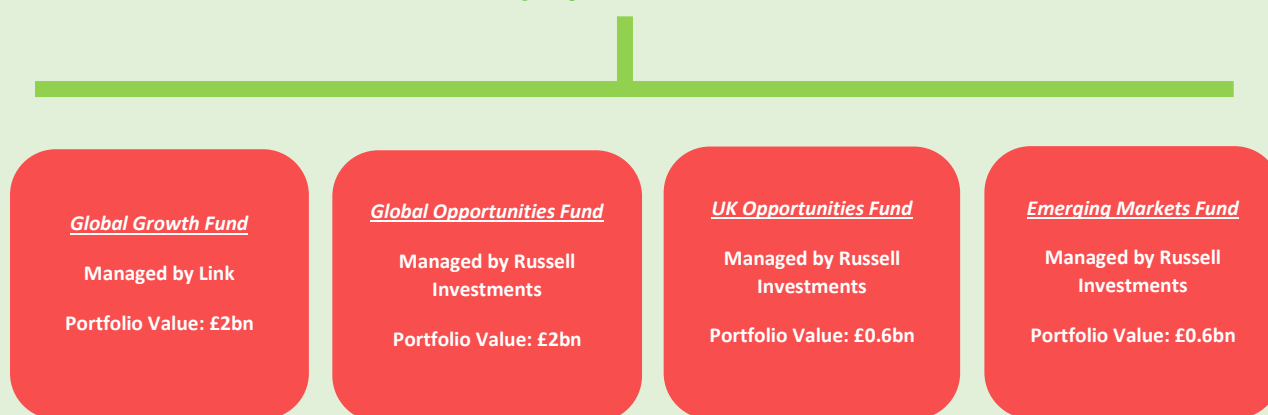 Global Growth Fund
Managed by Link
Portfolio Value: £2bn
Global Opportunities Fund
Managed by Russell
Investments
Portfolio Value: £2bn
UK Opportunities Fund
Managed by Russell
Investments
Portfolio Value: £0.6bn
Emerging Markets Fund
Managed by Russell
Investments
Portfolio Value: £0.6bn